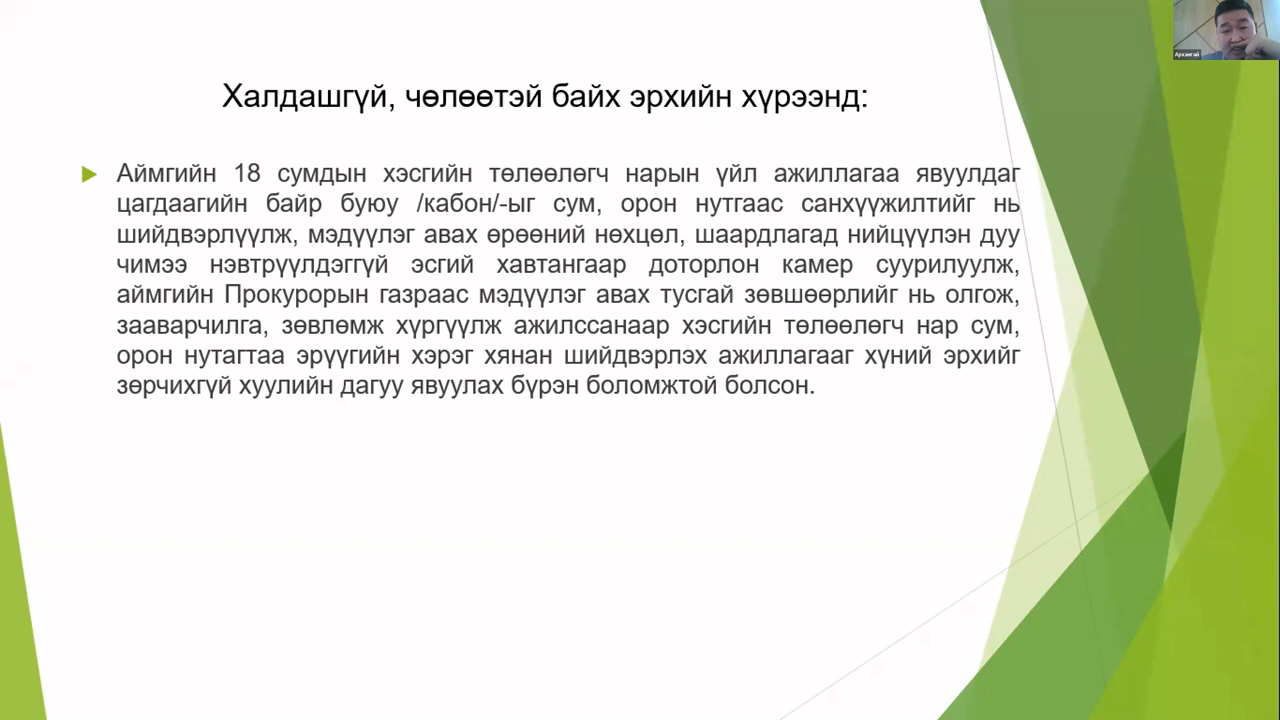 Архангай
Халдашгүй, чөлөөтэй байх эрхийн хүрээнд:
Аймгийн 18 сумдын хэсгийн төлөөлөгч нарын үйл ажиллагаа явуулдаг
цагдаагийн байр буюу /кабон/-ыг сум, орон нутгаас санхүүжилтийг нь
шийдвэрлүүлж, мэдүүлэг авах өрөөний нөхцөл, шаардлагад нийцүүлэн дуу
чимээ нэвтрүүлдэггүй эсгий хавтангаар доторлон камер суурилуулж,
аймгийн Прокурорын газраас мэдүүлэг авах тусгай зөвшөөрлийг нь олгож,
зааварчилга, зөвлөмж хүргүүлж ажилссанаар хэсгийн төлөөлөгч нар сум,
орон нутагтаа эрүүгийн хэрэг хянан шийдвэрлэх ажиллагааг хүний эрхийг
зөрчихгүй хуулийн дагуу явуулах бүрэн боломжтой болсон.